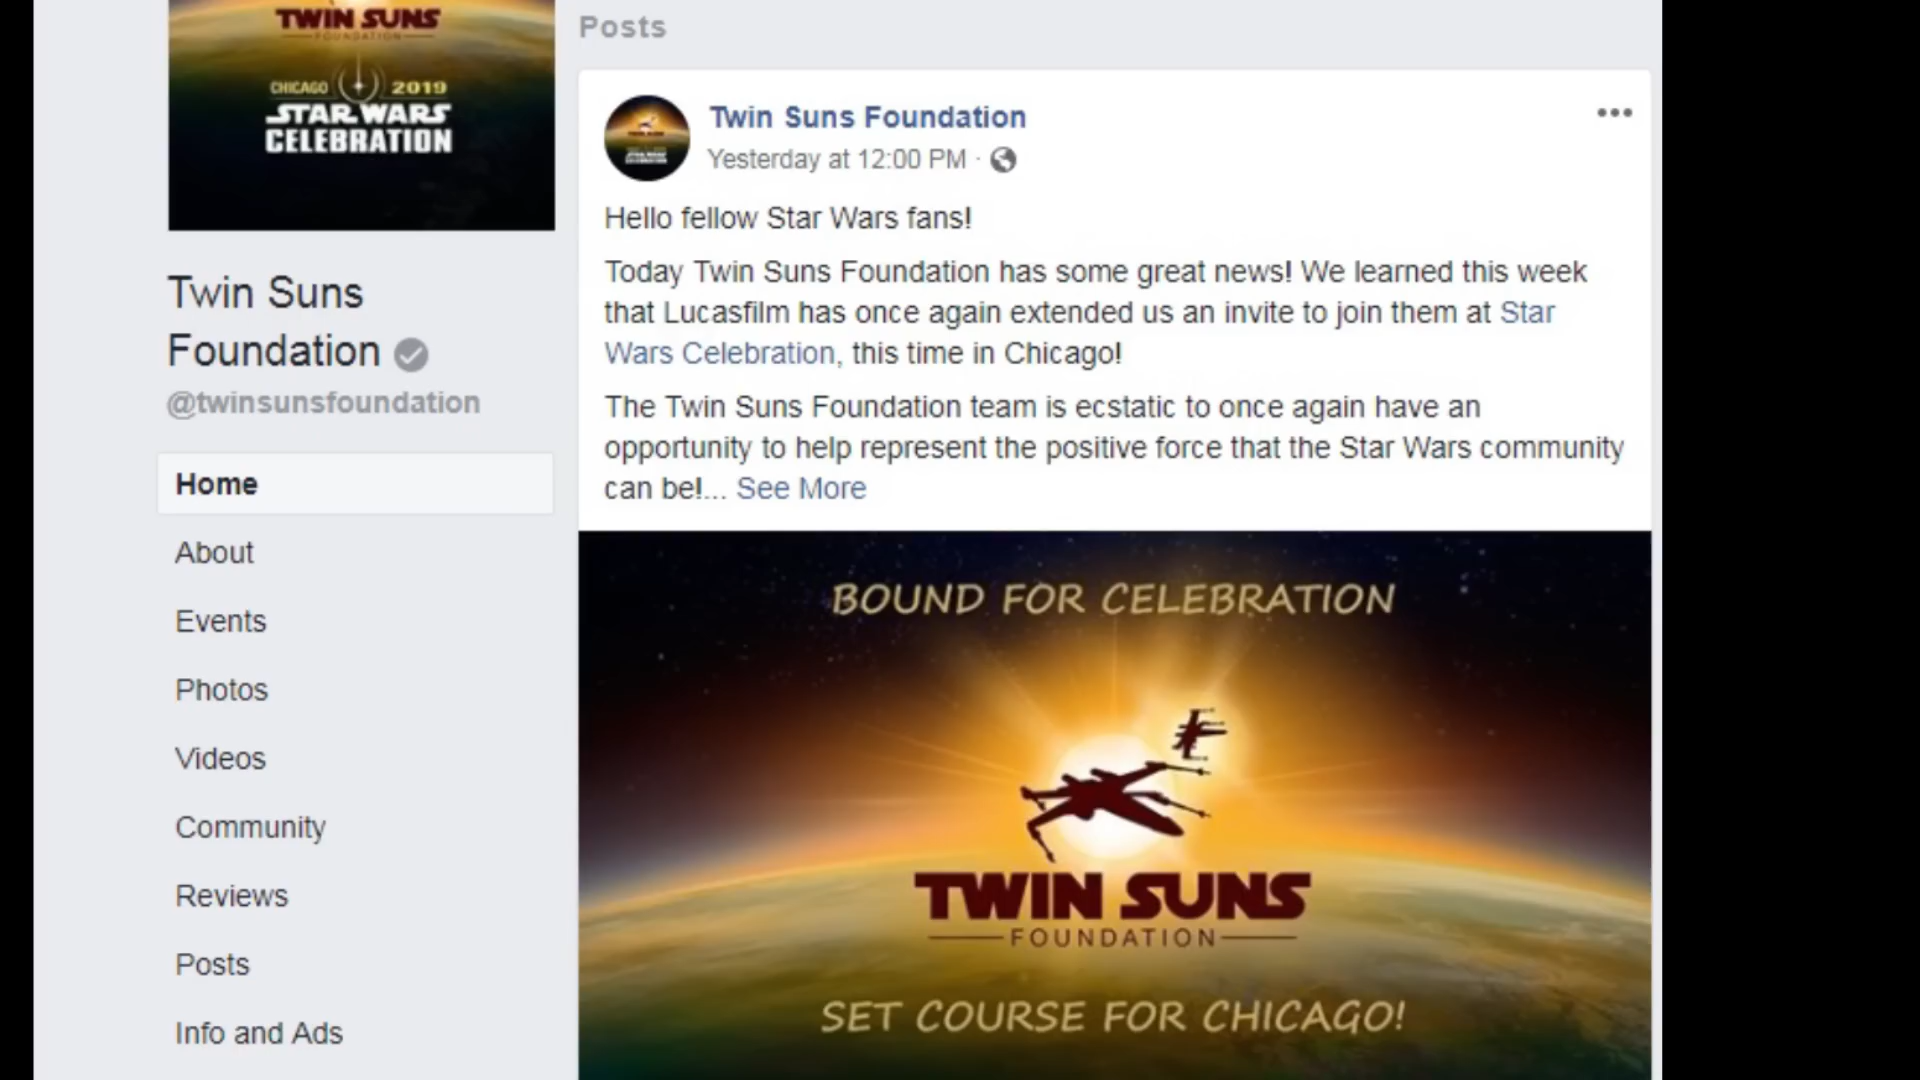 TWIN SUNS
FOUNDATION
CHICAGO 2019
STAR WARS
CELEBRATION
Twin Suns
Foundation
@twinsunsfoundation
Home
About
Events
Photos
Videos
Community
Reviews
Posts
Info and Ads
Posts
Twin Suns Foundation
Yesterday at 12:00 PM ·
Hello fellow Star Wars fans!
Today Twin Suns Foundation has some great news! We learned this week
that Lucasfilm has once again extended us an invite to join them at Star
Wars Celebration, this time in Chicago!
The Twin Suns Foundation team is ecstatic to once again have an
opportunity to help represent the positive force that the Star Wars community
can be!... See More
BOUND FOR CELEBRATION
TWIN SUNS
FOUNDATION
SET COURSE FOR CHICAGO!